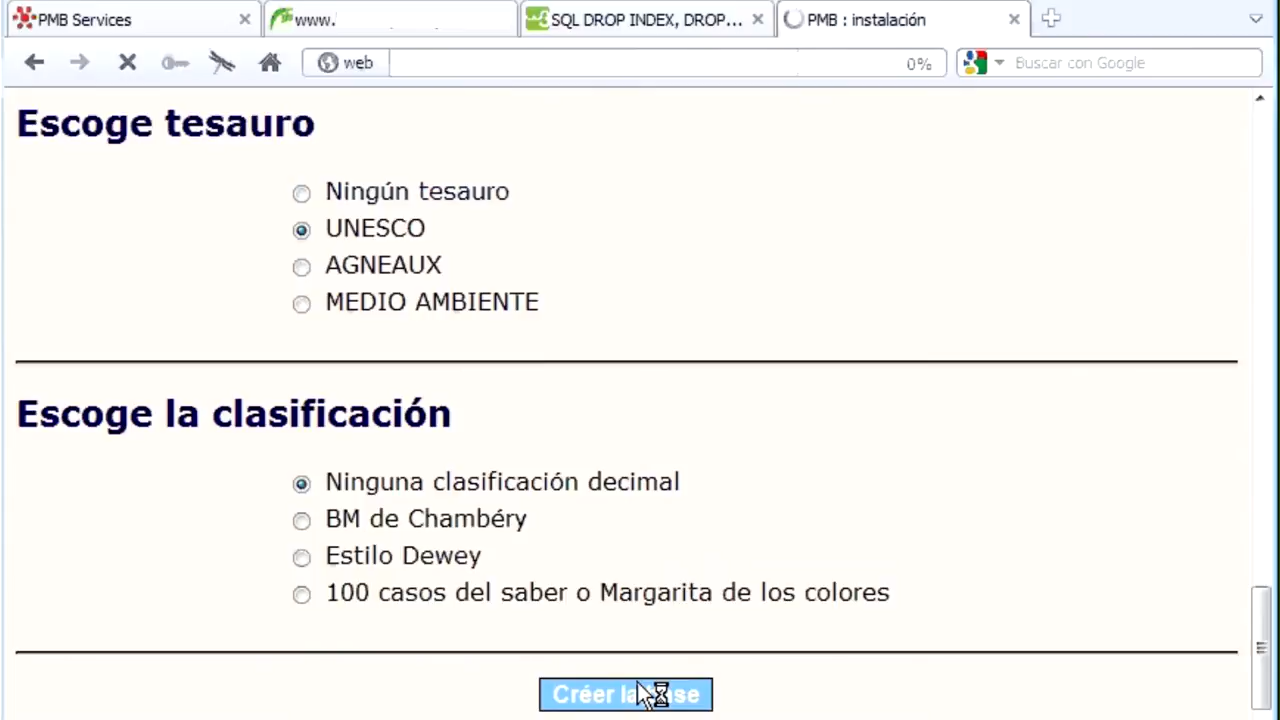 PMB Services
www.
SQL DROP INDEX, DROP...
PMB : instalación
web
0%
Buscar con Google
Escoge tesauro
Ningún tesauro
UNESCO
AGNEAUX
MEDIO AMBIENTE
Escoge la clasificación
Ninguna clasificación decimal
BM de Chambéry
Estilo Dewey
100 casos del saber o Margarita de los colores
Créer la